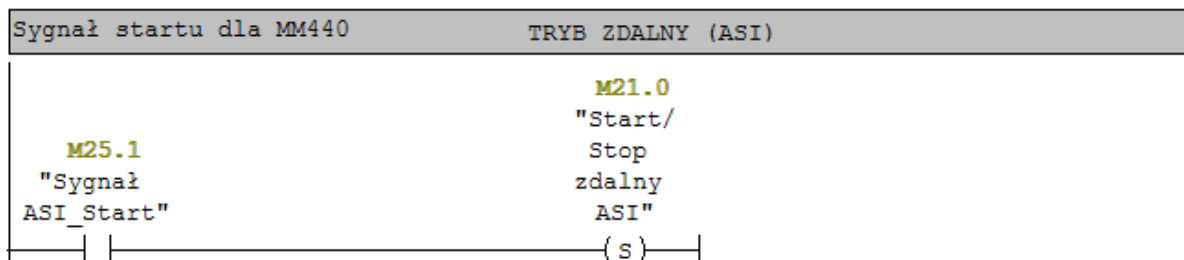 Sygnał startu dla MM440 TRYB ZDALNY (ASI)
M21.0
"Start/
Stop
zdalny
ASI"
M25.1
"Sygnał
ASI_Start"
S